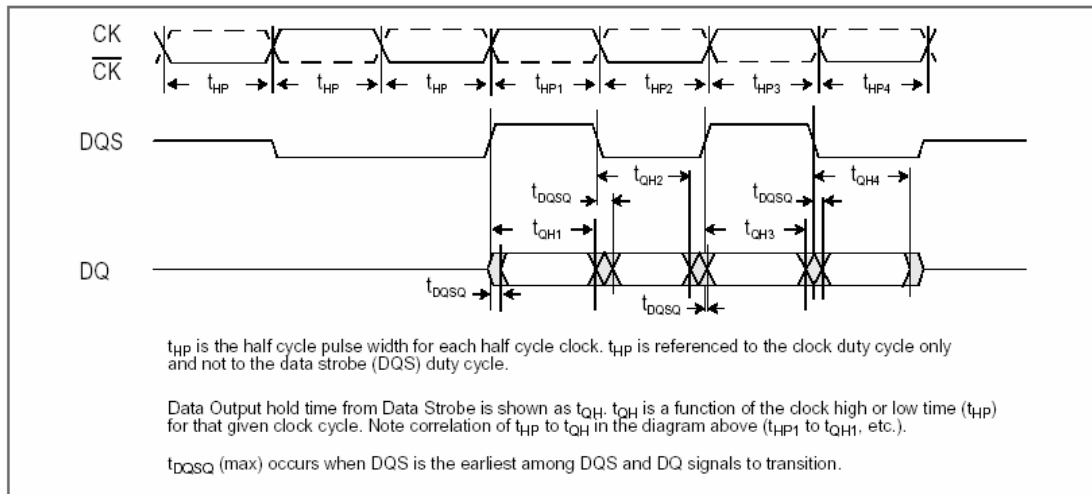 CK
CK
tHP tHP tHP tHP1 tHP2 tHP3 tHP4
DQS
tQH2 tQH4
tDQSQ tDQSQ
tQH1 tQH3
DQ
tDQSQ tDQSQ
tHP is the half cycle pulse width for each half cycle clock. tHP is referenced to the clock duty cycle only
and not to the data strobe (DQS) duty cycle.
Data Output hold time from Data Strobe is shown as tQH. tQH is a function of the clock high or low time (tHP)
for that given clock cycle. Note correlation of tHP to tQH in the diagram above (tHP1 to tQH1, etc.).
tDQSQ (max) occurs when DQS is the earliest among DQS and DQ signals to transition.